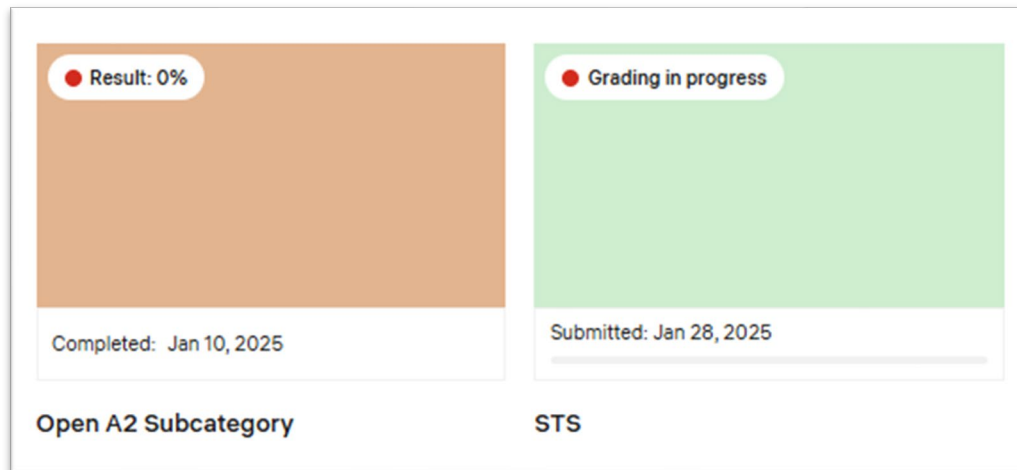 Result: 0%
Grading in progress
Completed: Jan 10, 2025
Submitted: Jan 28, 2025
Open A2 Subcategory
STS